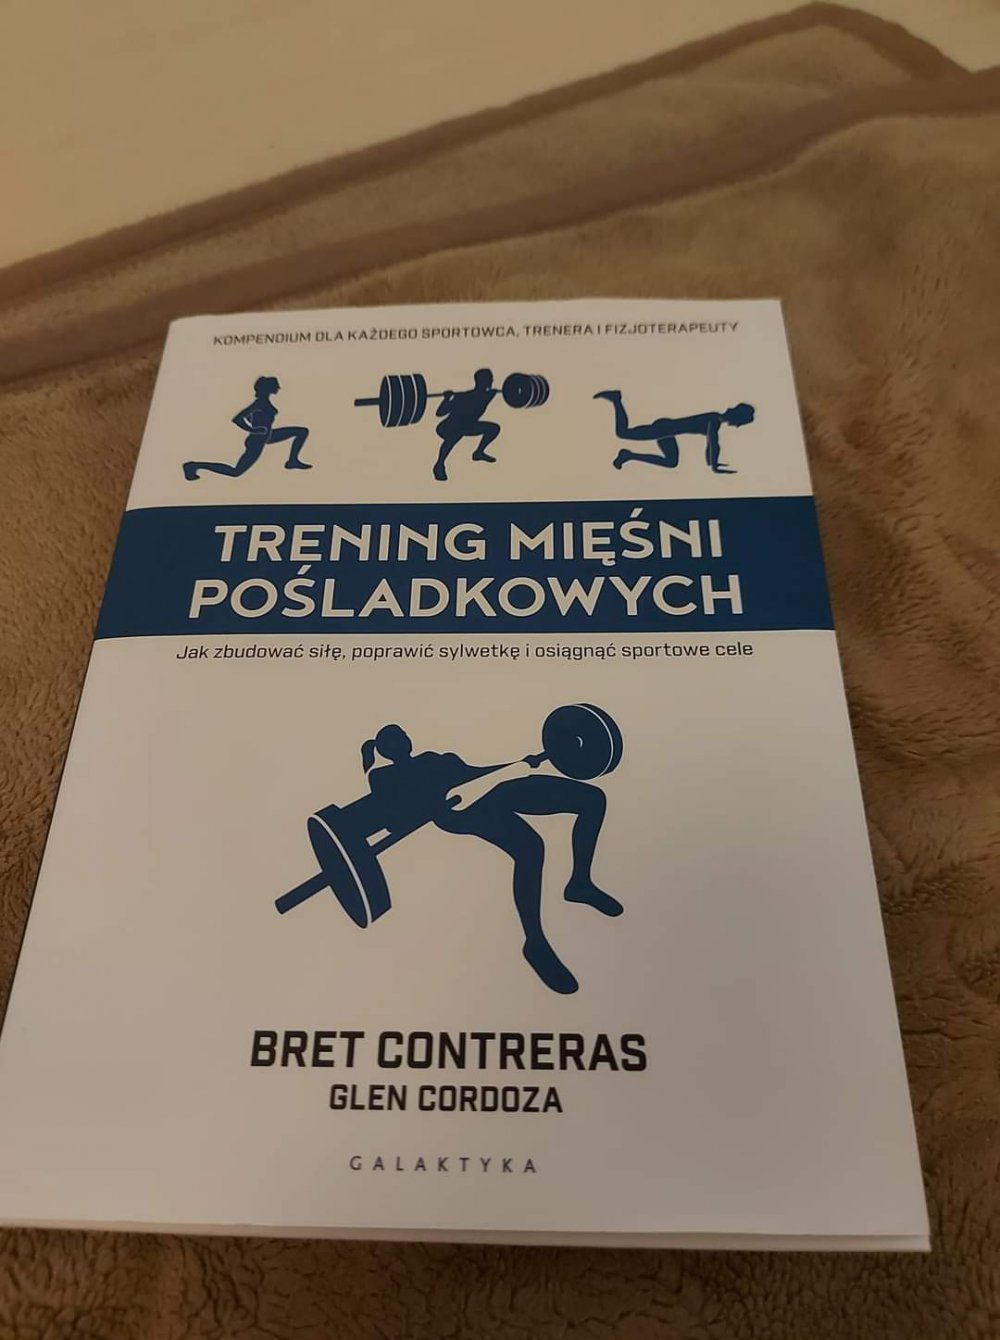 KOMPENDIUM DLA KAŻDEGO SPORTOWCA, TRENERA I FIZJOTERAPEUTY
TRENING MIĘŚNI
POŚLADKOWYCH
Jak zbudować siłę, poprawić sylwetkę i osiągnąć sportowe cele
BRET CONTRERAS
GLEN CORDOZA
GALAKTYKA